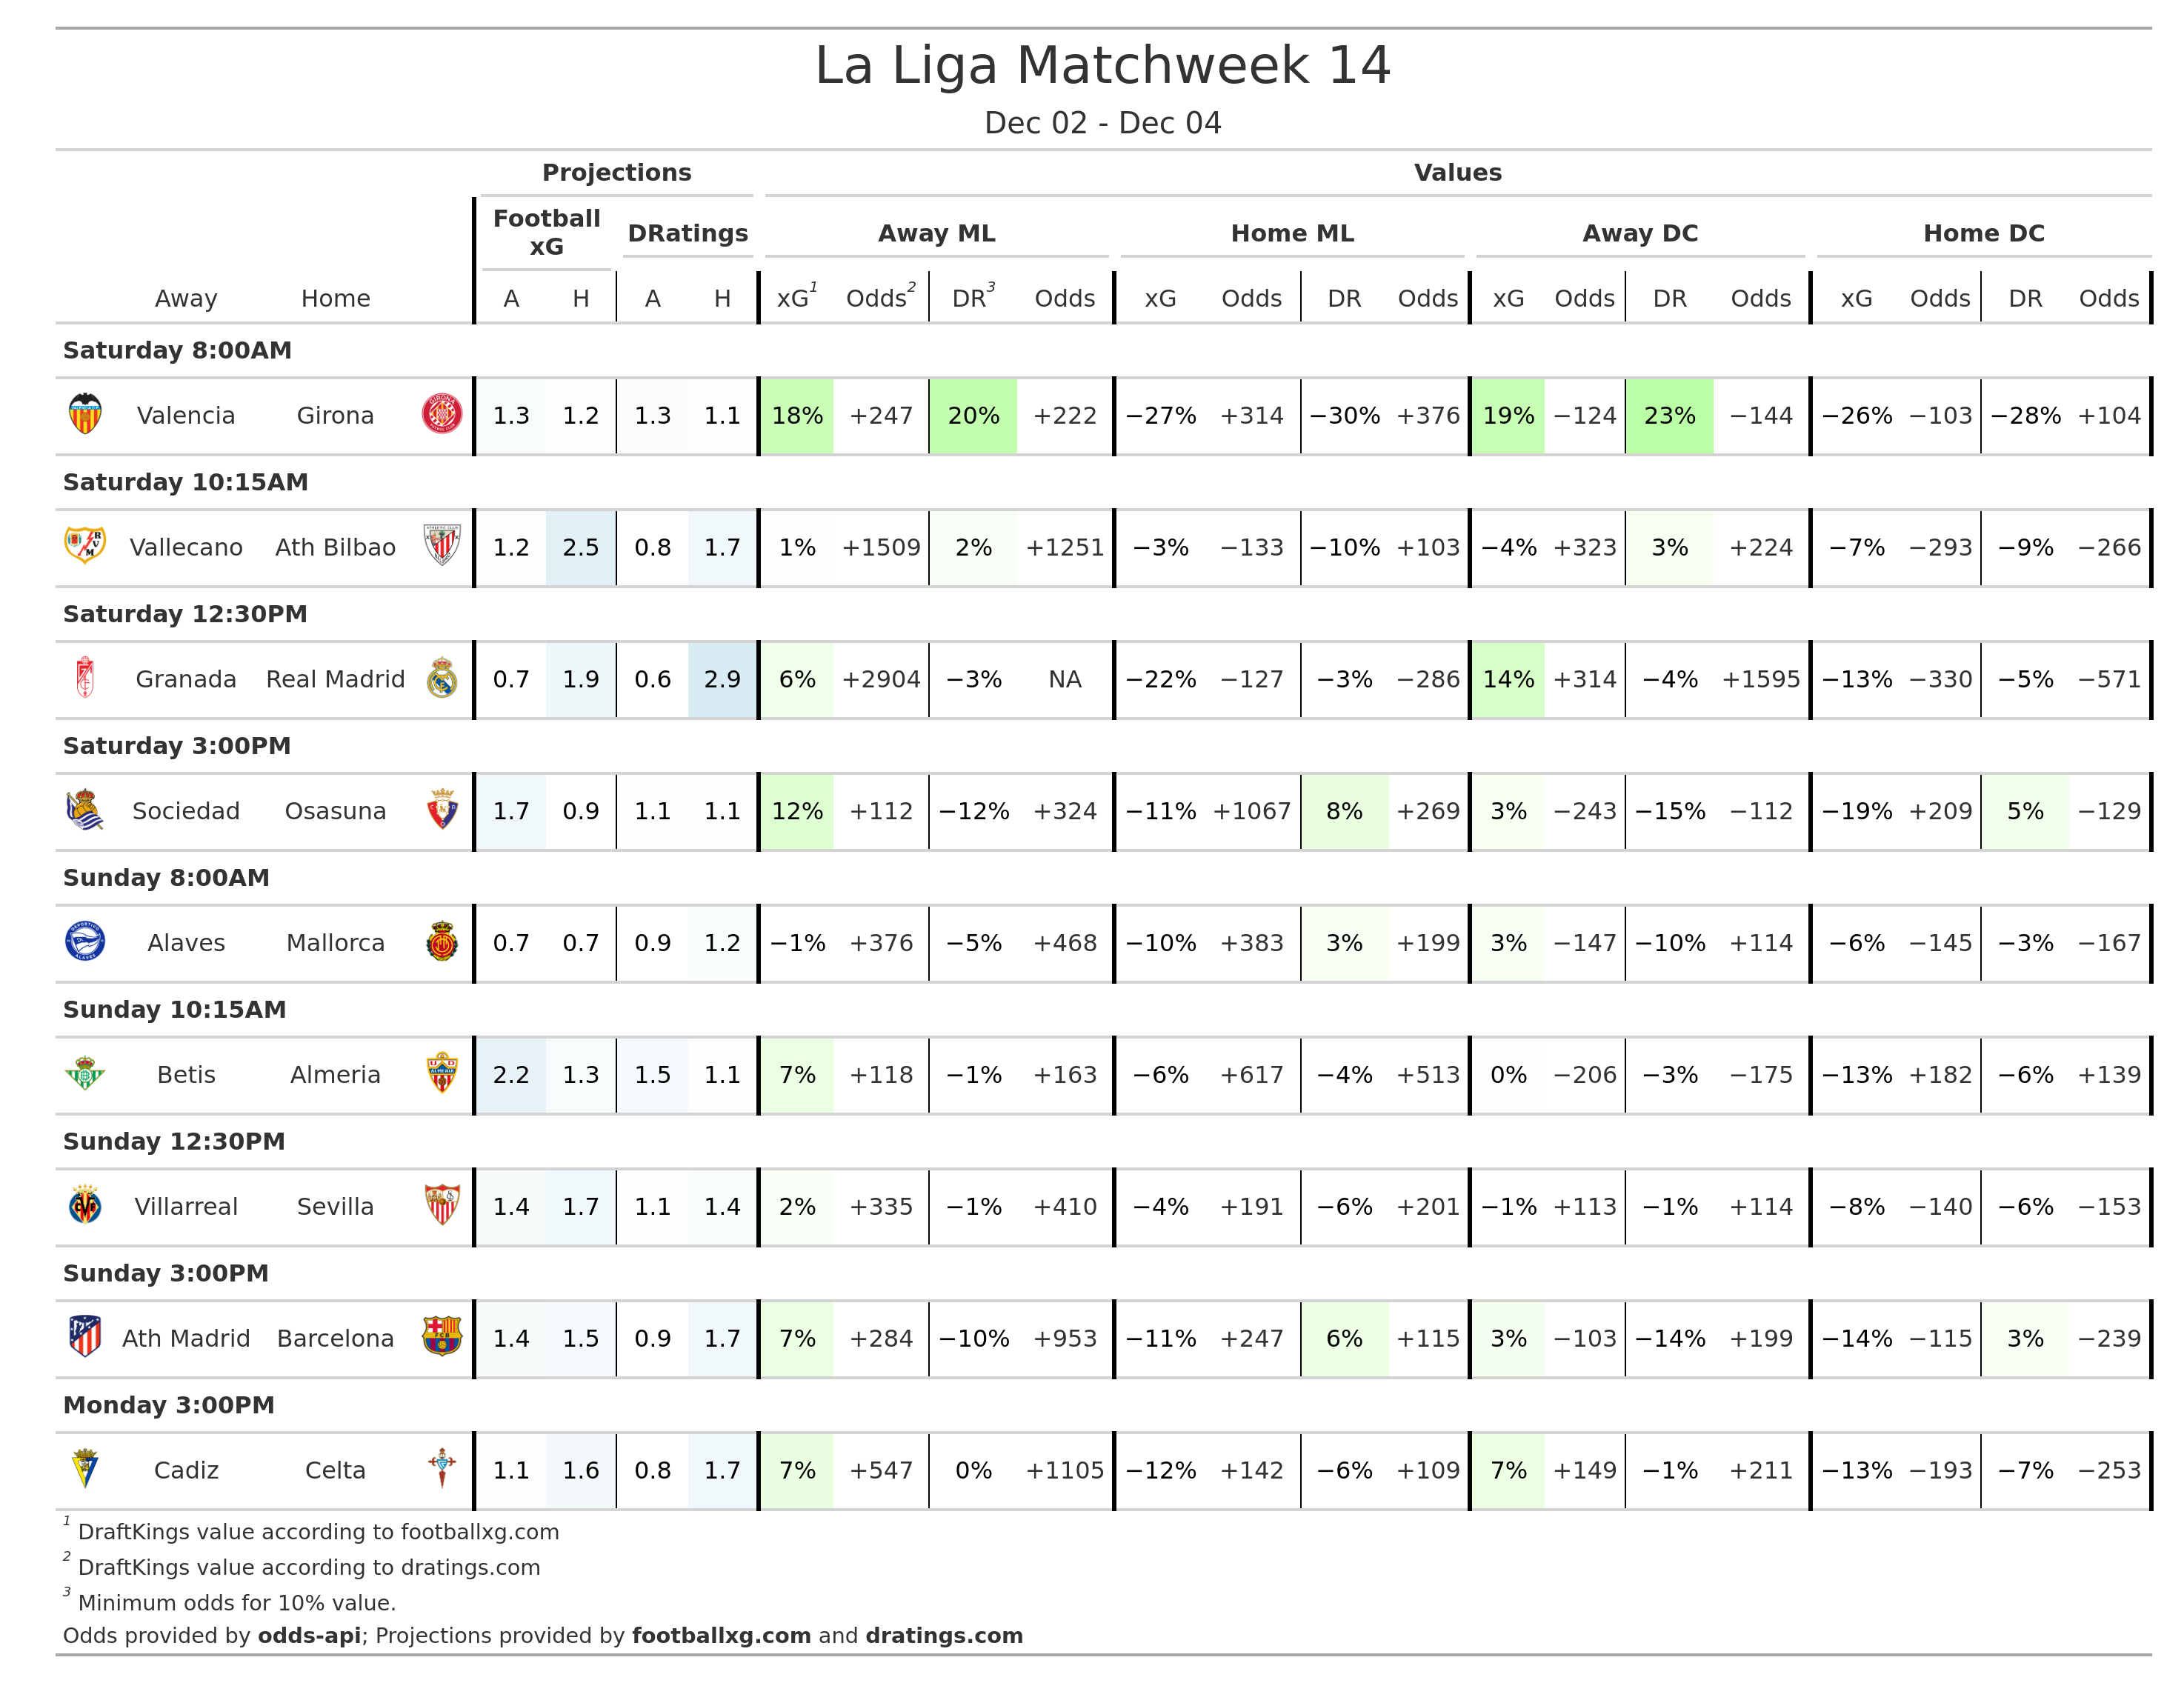 La Liga Matchweek 14
Dec 02 - Dec 04
Projections Values
Football xG DRatings Away ML Home ML Away DC Home DC
Away Home A H A H xG1 Odds2 DR3 Odds xG Odds DR Odds xG Odds DR Odds xG Odds DR Odds
Saturday 8:00AM
Valencia Girona 1.3 1.2 1.3 1.1 18% +247 20% +222 −27% +314 −30% +376 19% −124 23% −144 −26% −103 −28% +104
Saturday 10:15AM
Vallecano Ath Bilbao 1.2 2.5 0.8 1.7 1% +1509 2% +1251 −3% −133 −10% +103 −4% +323 3% +224 −7% −293 −9% −266
Saturday 12:30PM
Granada Real Madrid 0.7 1.9 0.6 2.9 6% +2904 −3% NA −22% −127 −3% −286 14% +314 −4% +1595 −13% −330 −5% −571
Saturday 3:00PM
Sociedad Osasuna 1.7 0.9 1.1 1.1 12% +112 −12% +324 −11% +1067 8% +269 3% −243 −15% −112 −19% +209 5% −129
Sunday 8:00AM
Alaves Mallorca 0.7 0.7 0.9 1.2 −1% +376 −5% +468 −10% +383 3% +199 3% −147 −10% +114 −6% −145 −3% −167
Sunday 10:15AM
Betis Almeria 2.2 1.3 1.5 1.1 7% +118 −1% +163 −6% +617 −4% +513 0% −206 −3% −175 −13% +182 −6% +139
Sunday 12:30PM
Villarreal Sevilla 1.4 1.7 1.1 1.4 2% +335 −1% +410 −4% +191 −6% +201 −1% +113 −1% +114 −8% −140 −6% −153
Sunday 3:00PM
Ath Madrid Barcelona 1.4 1.5 0.9 1.7 7% +284 −10% +953 −11% +247 6% +115 3% −103 −14% +199 −14% −115 3% −239
Monday 3:00PM
Cadiz Celta 1.1 1.6 0.8 1.7 7% +547 0% +1105 −12% +142 −6% +109 7% +149 −1% +211 −13% −193 −7% −253
1 DraftKings value according to footballxg.com
2 DraftKings value according to dratings.com
3 Minimum odds for 10% value.
Odds provided by odds-api; Projections provided by footballxg.com and dratings.com